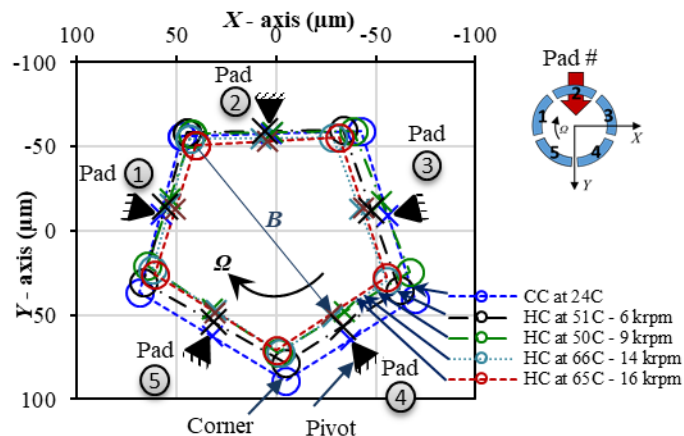 X - axis (µm)
100 50 0 -50 -100
-100
-50
0
50
100
Y - axis (µm)
Pad
2
Pad
3
Pad
1
B
Ω
Pad
5
Pad
4
Corner
Pivot
CC at 24C
HC at 51C - 6 krpm
HC at 50C - 9 krpm
HC at 66C - 14 krpm
HC at 65C - 16 krpm
Pad #
2
1 3
Ω X
5 4
Y